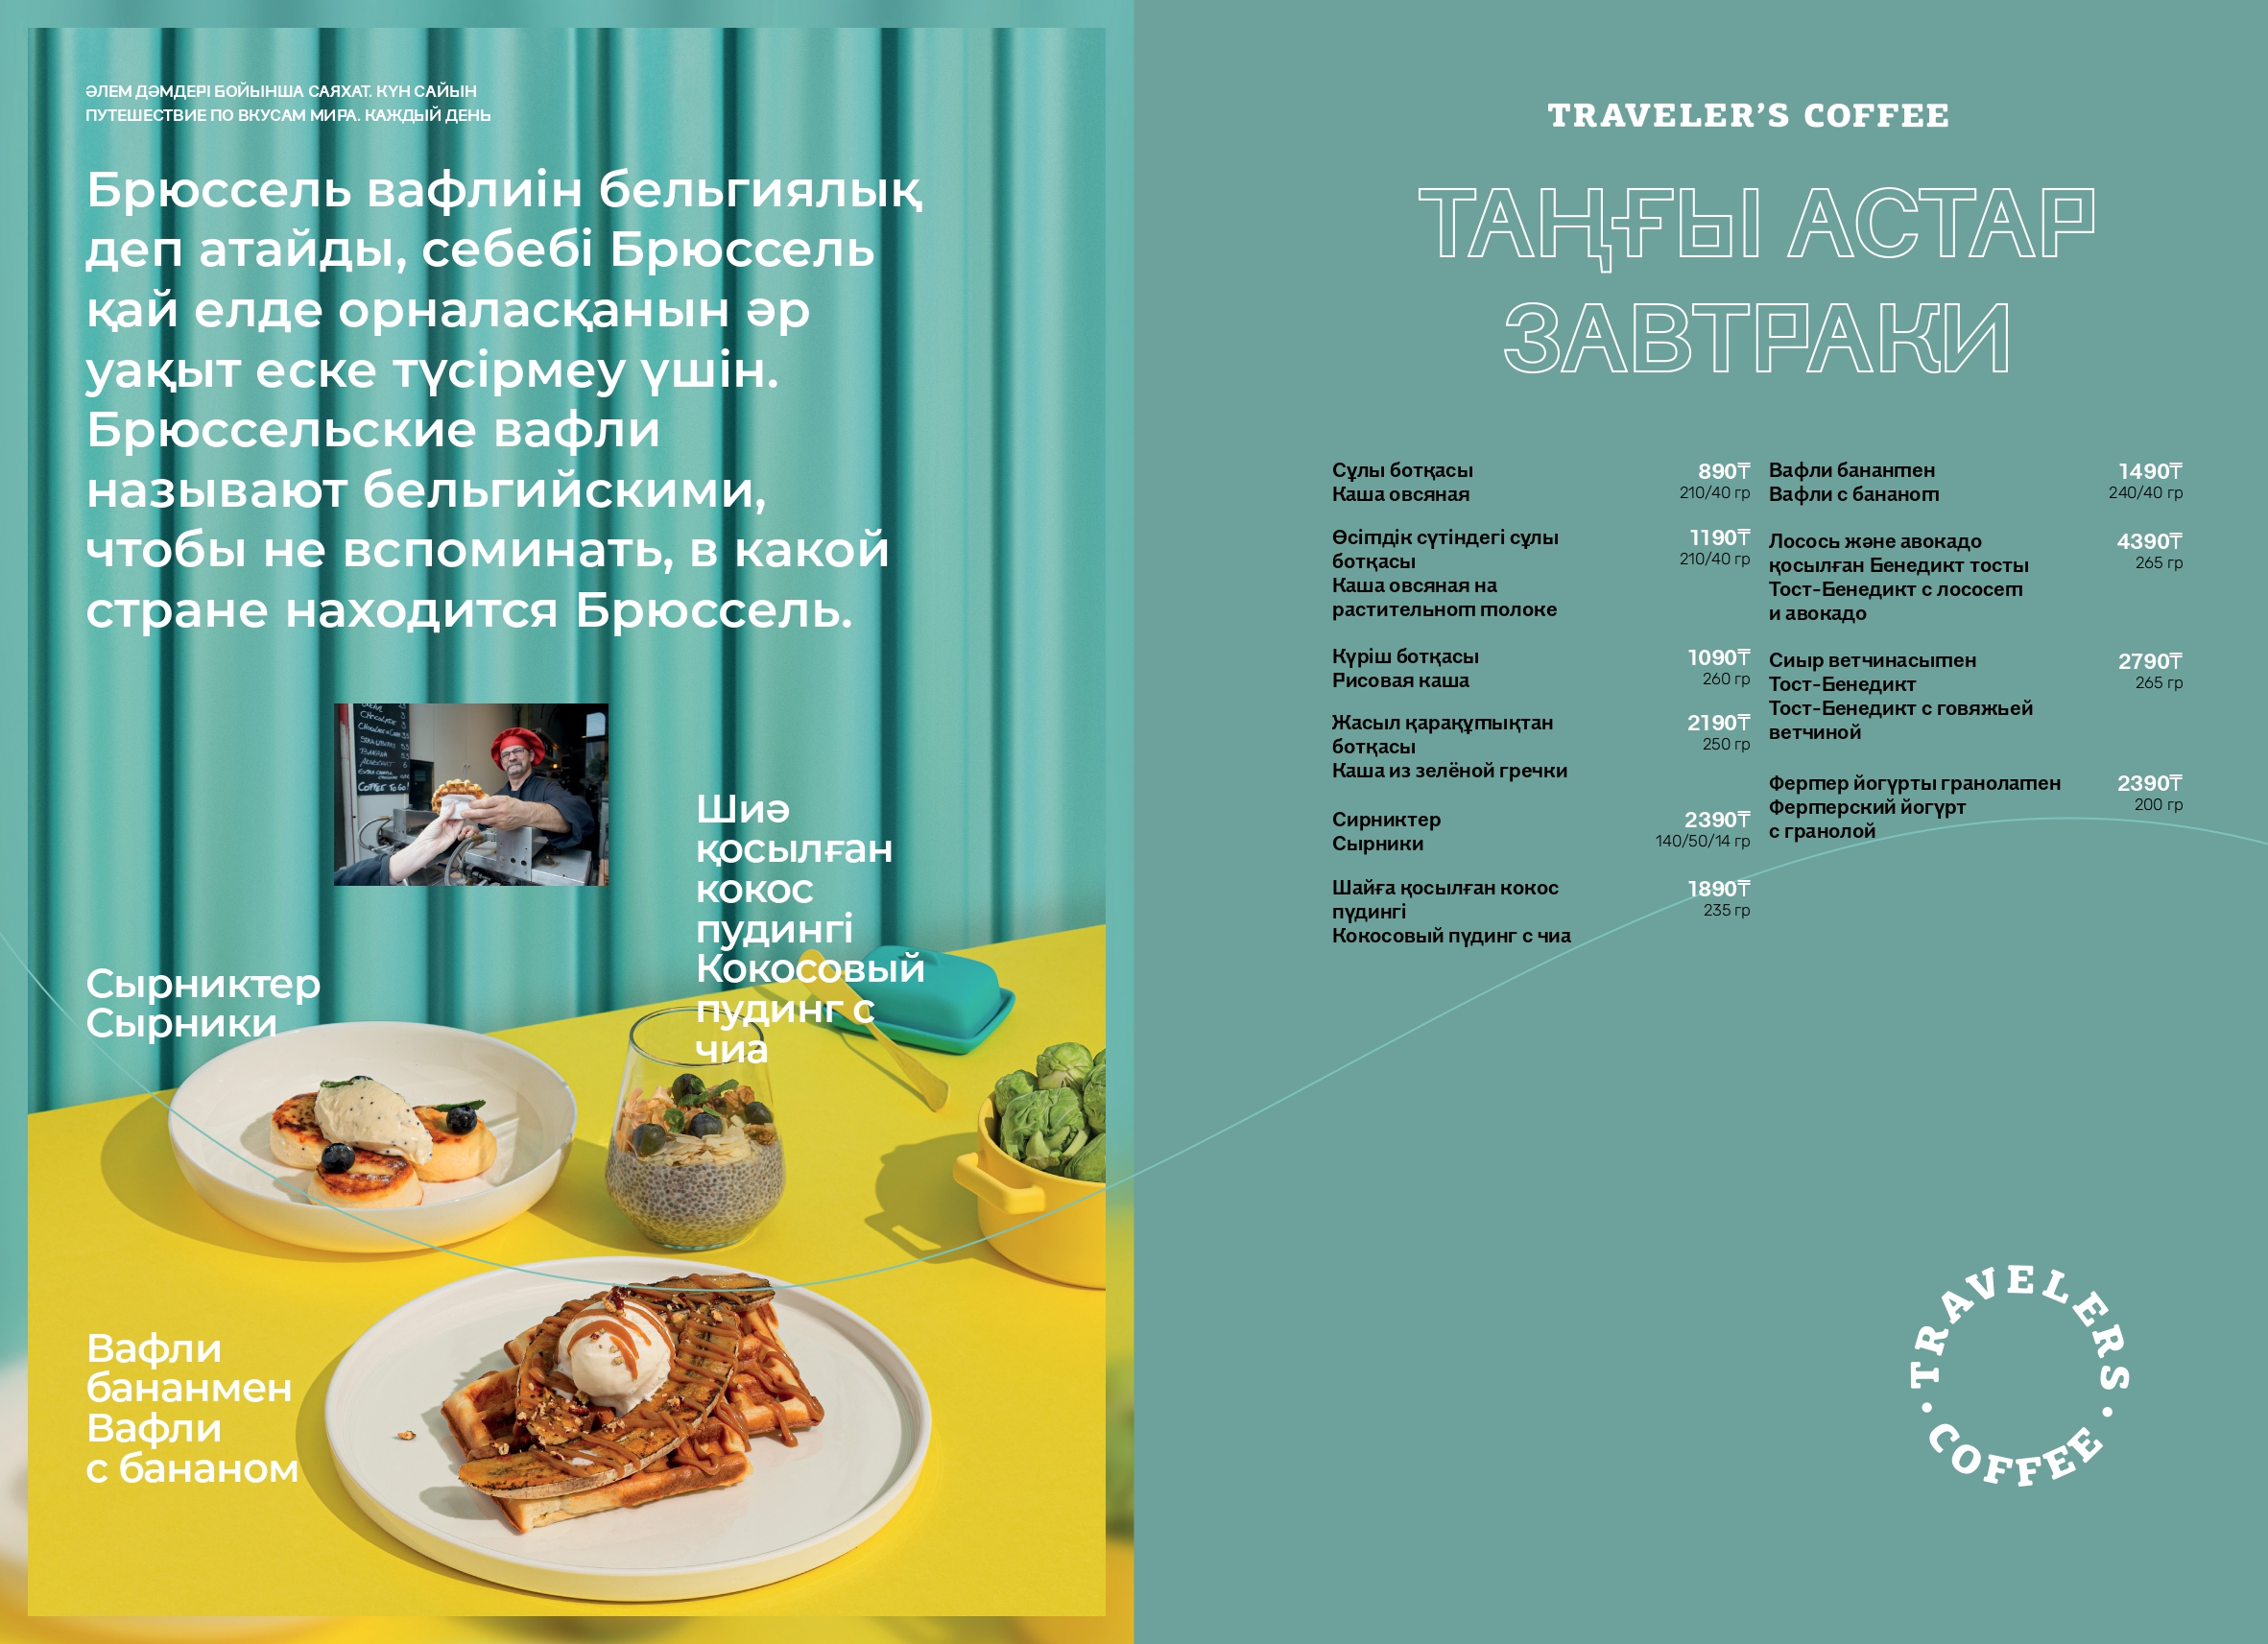 ӘЛЕМ ДӘМДЕРІ БОЙЫНША САЯХАТ. КҮН САЙЫН
ПУТЕШЕСТВИЕ ПО ВКУСАМ МИРА. КАЖДЫЙ ДЕНЬ
Брюссель вафлиін бельгиялық
деп атайды, себебі Брюссель
қай елде орналасқанын әр
уақыт еске түсірмеу үшін.
Брюссельские вафли
называют бельгийскими,
чтобы не вспоминать, в какой
стране находится Брюссель.
CHOCOLATE
COFFEE TO GO!
Шиә
қосылған
кокос
пудингі
Кокосовый
пудинг с
чиа
Сырниктер
Сырники
Вафли
бананмен
Вафли
с бананом
TRAVELER’S COFFEE
ТАҢҒЫ АСТАР
ЗАВТРАКИ
Сұлы ботқасы 890₸
Каша овсяная 210/40 гр
Өсімдік сүтіндегі сұлы 1190₸
ботқасы 210/40 гр
Каша овсяная на
растительном молоке
Күріш ботқасы 1090₸
Рисовая каша 260 гр
Жасыл қарақұмықтан 2190₸
ботқасы 250 гр
Каша из зелёной гречки
Сирниктер 2390₸
Сырники 140/50/14 гр
Шайға қосылған кокос 1890₸
пудингі 235 гр
Кокосовый пудинг с чиа
Вафли бананмен 1490₸
Вафли с бананом 240/40 гр
Лосось және авокадо 4390₸
қосылған Бенедикт тосты 265 гр
Тост-Бенедикт с лососем
и авокадо
Сиыр ветчинасымен 2790₸
Тост-Бенедикт 265 гр
Тост-Бенедикт с говяжьей
ветчиной
Фермер йогурты гранолamен 2390₸
Фермерский йогурт 200 гр
с гранолой
TRAVELERS • COFFEE •